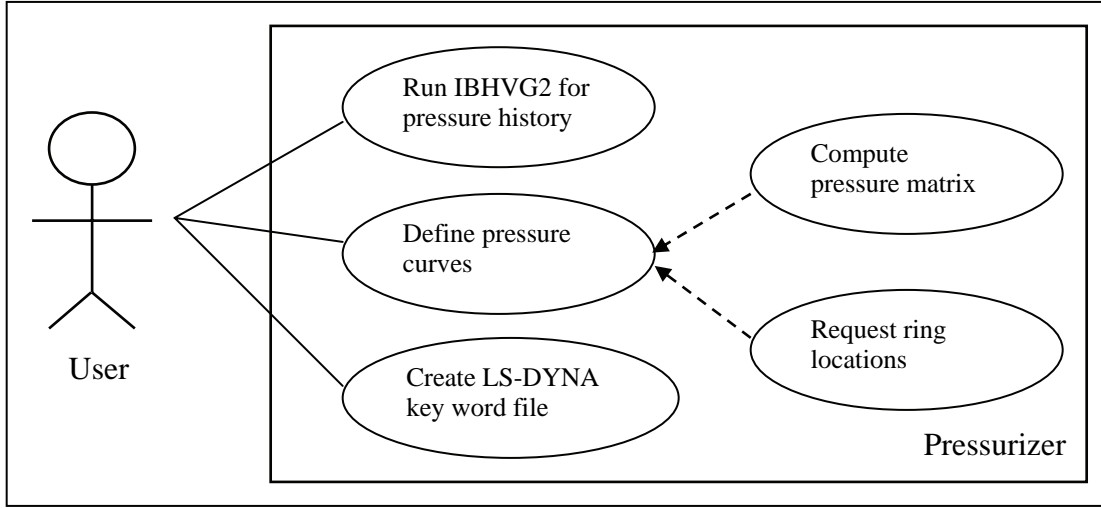 Run IBHVG2 for
pressure history
Compute
pressure matrix
Define pressure
curves
Request ring
locations
User
Create LS-DYNA
key word file
Pressurizer